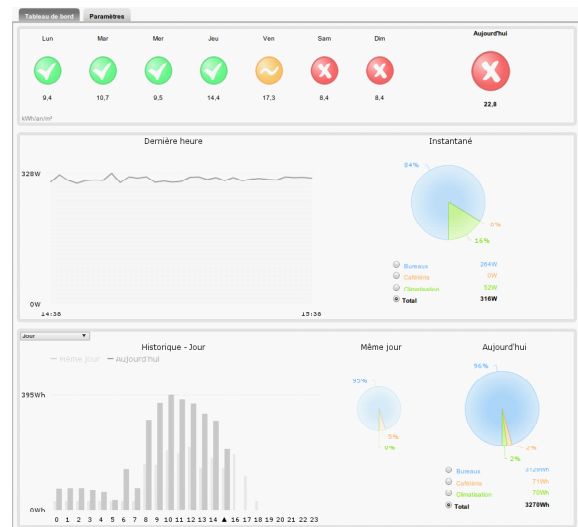 Tableau de bord Paramètres
Lun Mar Mer Jeu Ven Sam Dim Aujourd'hui
9,4 10,7 9,5 14,4 17,3 8,4 8,4 22,8
kWh/an/m²
Dernière heure Instantané
328W
0W
14:38 15:38
84%
0%
16%
Bureaux 264W
Cafétéria 0W
Climatisation 52W
Total 316W
Jour
Historique - Jour Même jour Aujourd'hui
Même jour Aujourd'hui
395Wh
0Wh
0 1 2 3 4 5 6 7 8 9 10 11 12 13 14 16 17 18 19 20 21 22 23
95%
5%
0%
96%
2%
2%
Bureaux 3129Wh
Cafétéria 71Wh
Climatisation 70Wh
Total 3270Wh